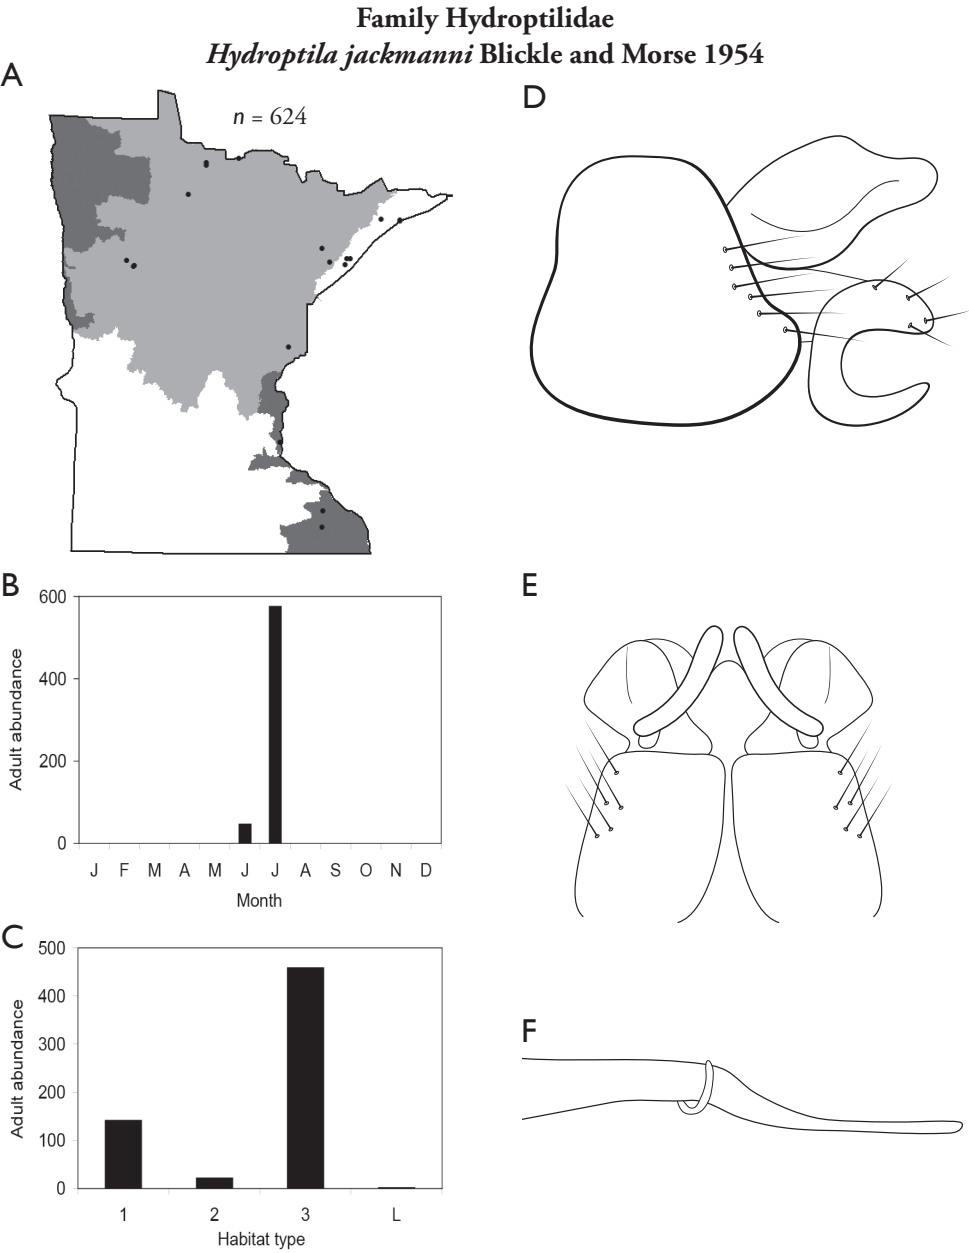 Family Hydroptilidae
Hydroptila jackmanni Blickle and Morse 1954
A
n = 624
D
B
600
400
200
0
Adult abundance
J F M A M J J A S O N D
Month
E
C
500
400
300
200
100
0
Adult abundance
1 2 3 L
Habitat type
F